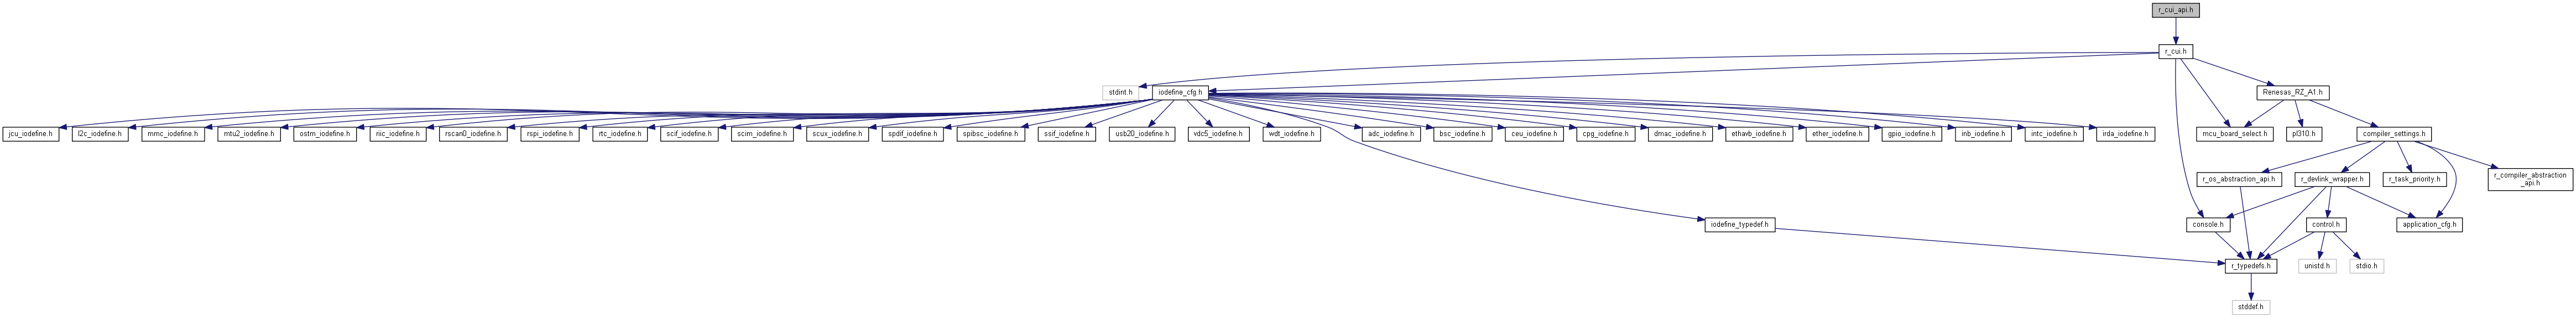 r_cui_api.h
r_cui.h
stdint.h
iodefine_cfg.h
Renesas_RZ_A1.h
jcu_iodefine.h
l2c_iodefine.h
mmc_iodefine.h
mtu2_iodefine.h
ostm_iodefine.h
riic_iodefine.h
rscan0_iodefine.h
rspi_iodefine.h
rtc_iodefine.h
scif_iodefine.h
scim_iodefine.h
scux_iodefine.h
spdif_iodefine.h
spibsc_iodefine.h
ssif_iodefine.h
usb20_iodefine.h
vdc5_iodefine.h
wdt_iodefine.h
adc_iodefine.h
bsc_iodefine.h
ceu_iodefine.h
cpg_iodefine.h
dmac_iodefine.h
ethavb_iodefine.h
ether_iodefine.h
gpio_iodefine.h
inb_iodefine.h
intc_iodefine.h
irda_iodefine.h
mcu_board_select.h
pl310.h
compiler_settings.h
r_os_abstraction_api.h
r_devlink_wrapper.h
r_task_priority.h
r_compiler_abstraction
_api.h
iodefine_typedef.h
console.h
control.h
application_cfg.h
r_typedefs.h
unistd.h
stdio.h
stddef.h